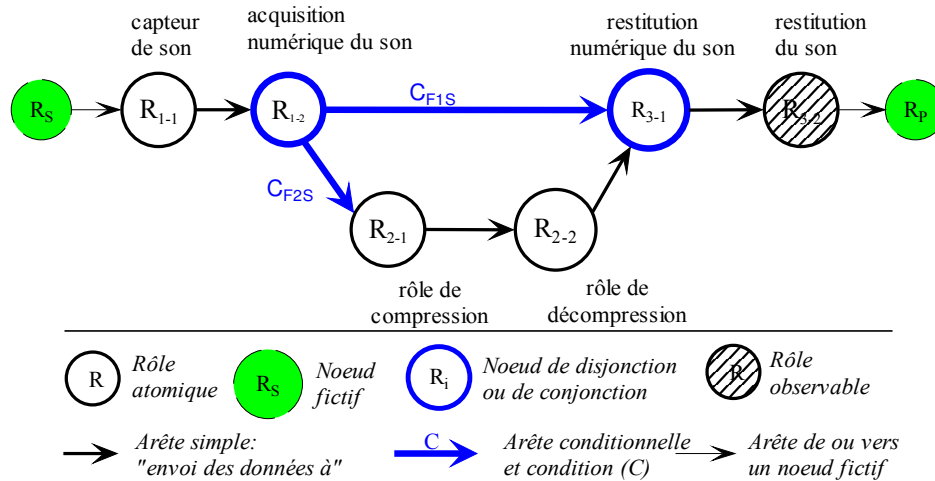 capteur
de son
acquisition
numérique du son
restitution
numérique du son
restitution
du son
R_S
R_1-1
R_1-2
C_F1S
R_3-1
R_3-2
R_P
C_F2S
R_2-1
R_2-2
rôle de
compression
rôle de
décompression
R
Rôle
atomique
R_S
Noeud
fictif
R_i
Noeud de disjonction
ou de conjonction
R
Rôle
observable
Arête simple:
"envoi des données à"
C
Arête conditionnelle
et condition (C)
Arête de ou vers
un noeud fictif